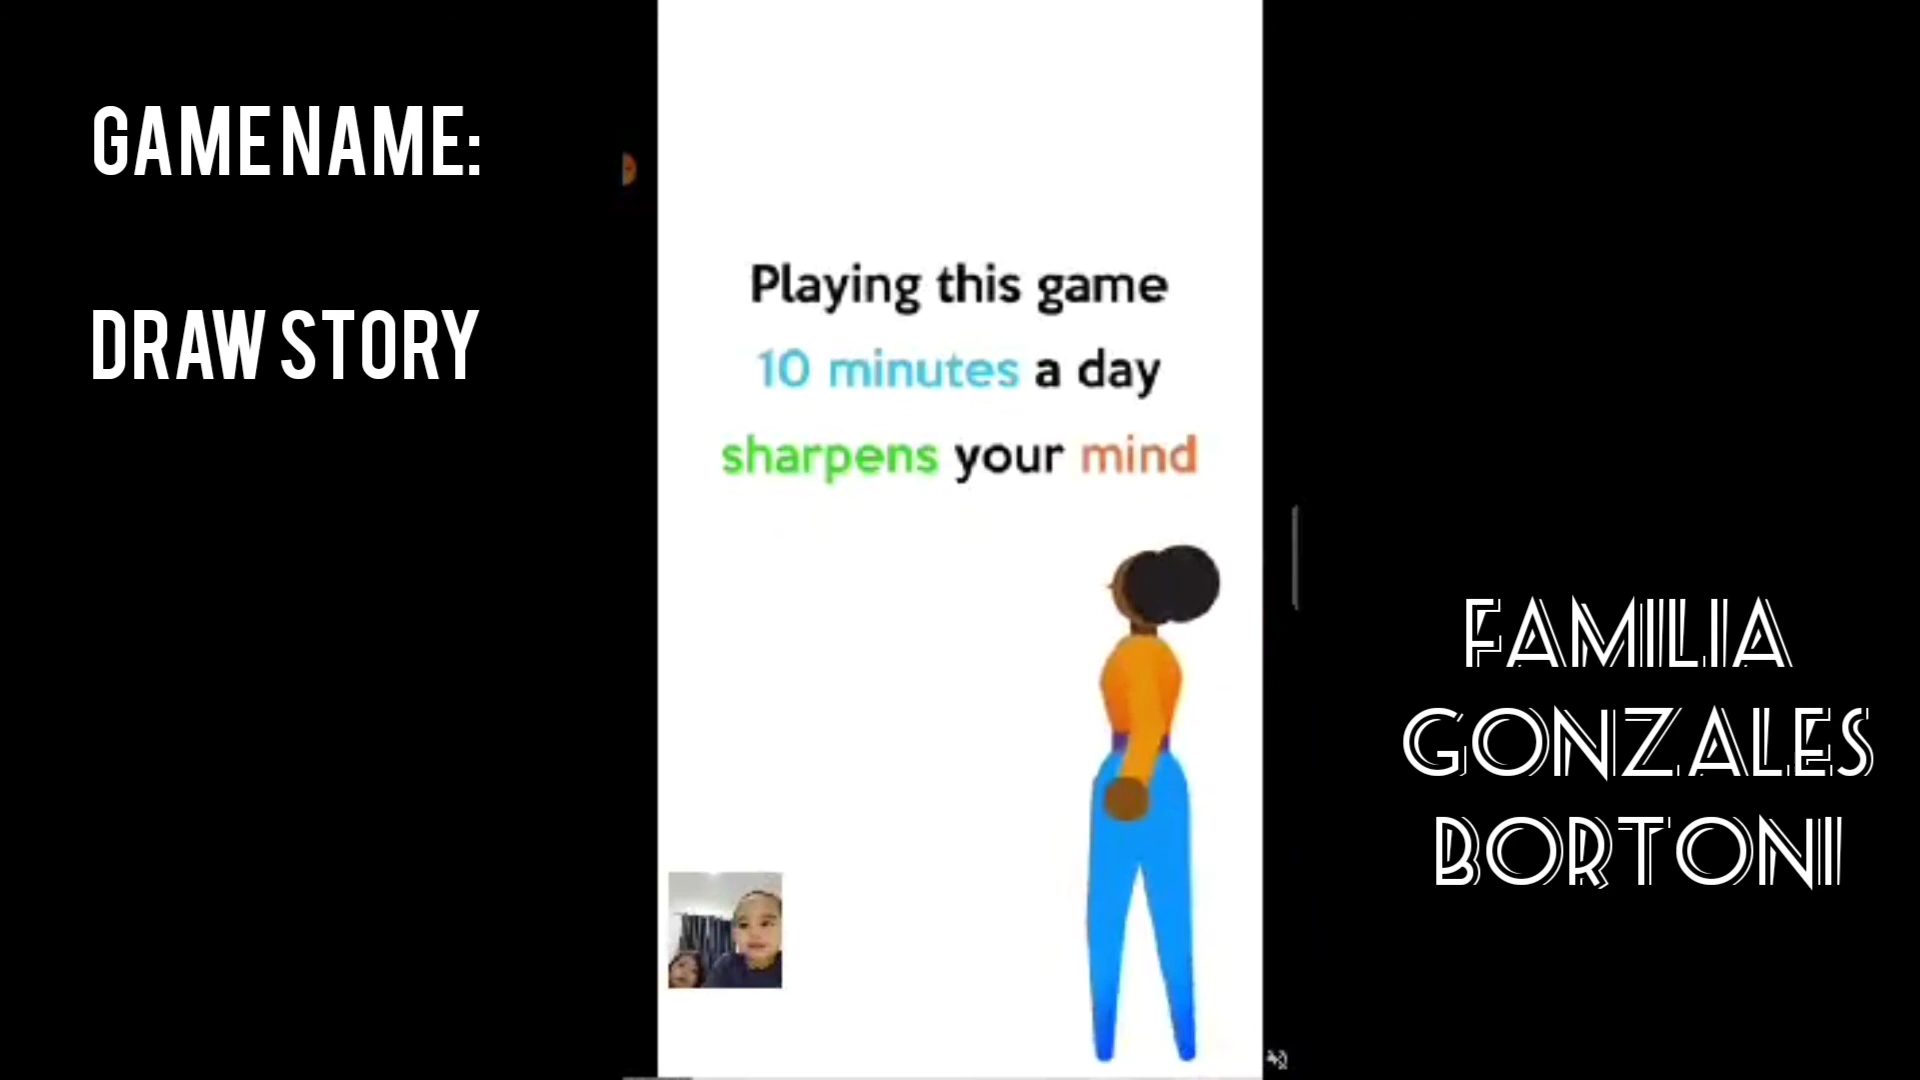 GAME NAME:
DRAW STORY
Playing this game
10 minutes a day
sharpens your mind
FAMILIA
GONZALES
BORTONI